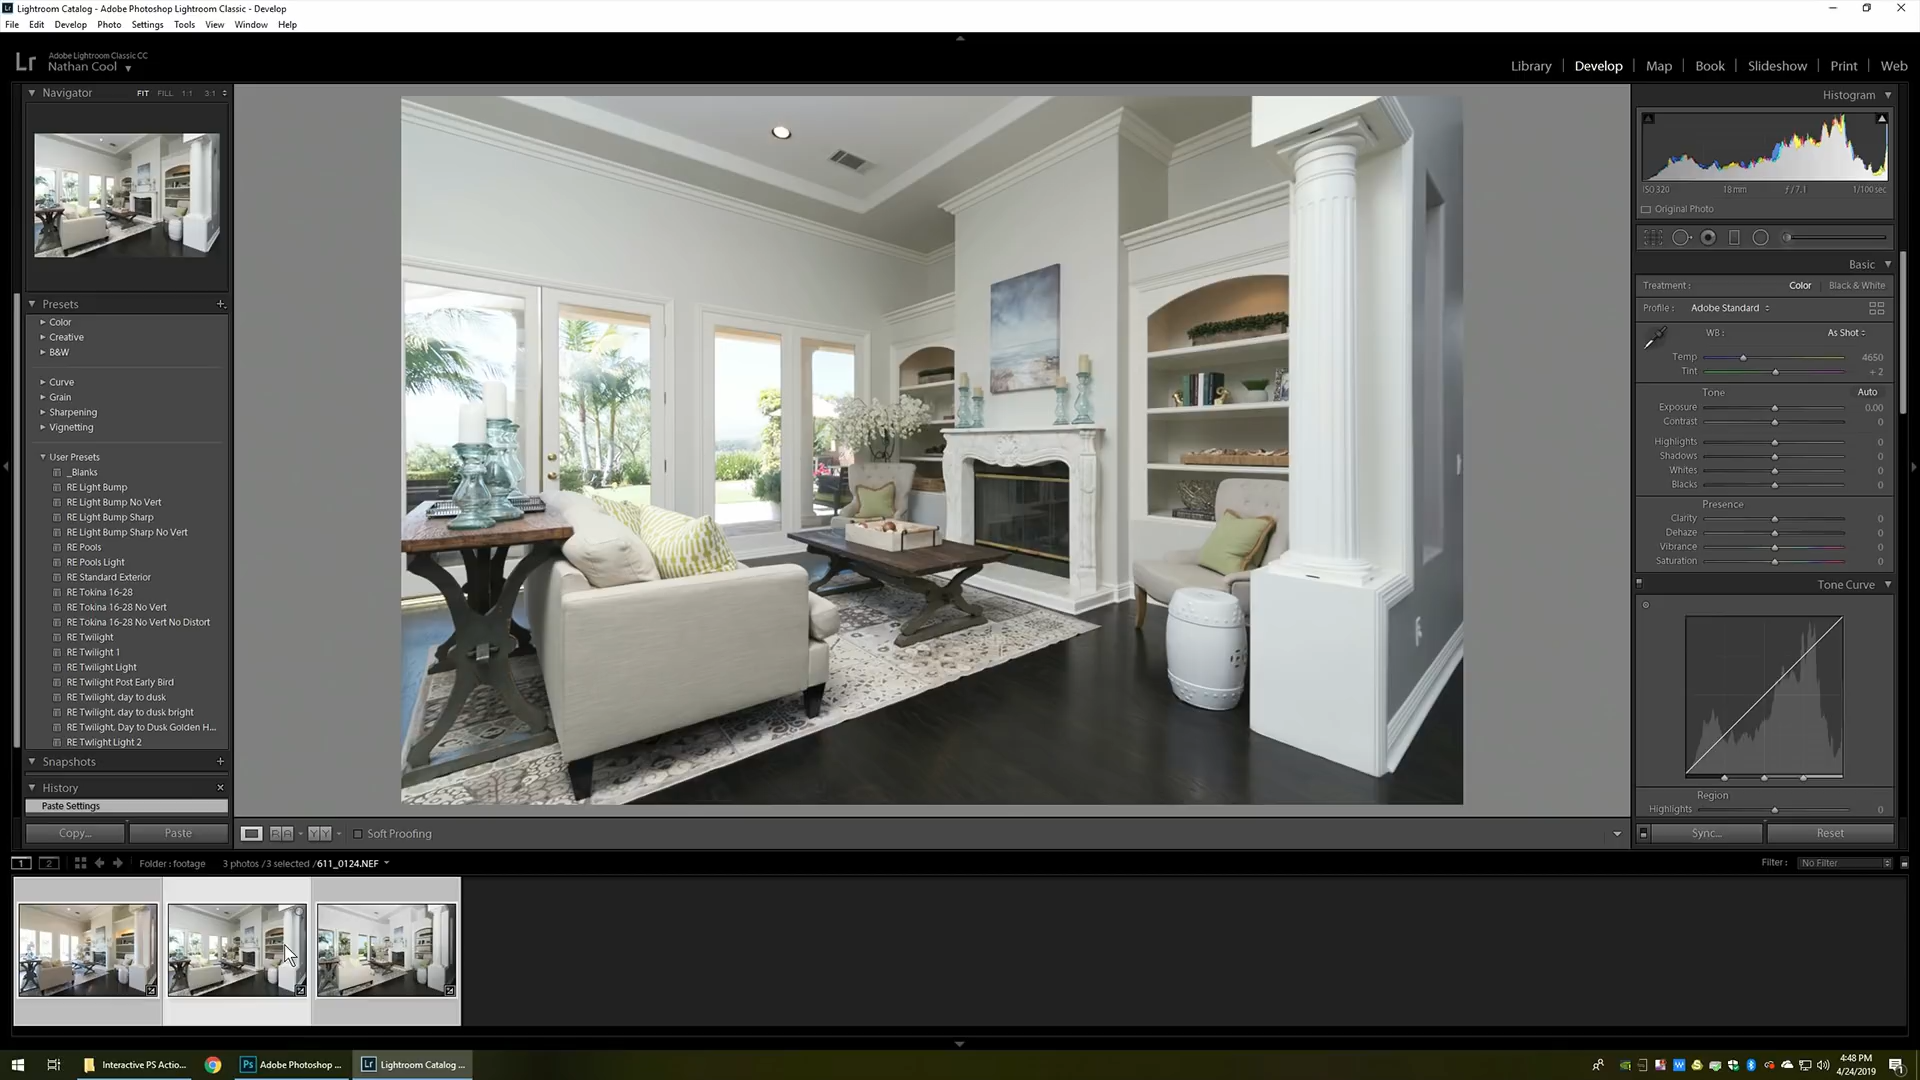 Lightroom Catalog - Adobe Photoshop Lightroom Classic - Develop
File Edit Develop Photo Settings Tools View Window Help
Lr Adobe Lightroom Classic CC
Nathan Cool
Library | Develop | Map | Book | Slideshow | Print | Web
Navigator FIT FILL 1:1 3:1
Presets
Color
Creative
B&W
Curve
Grain
Sharpening
Vignetting
User Presets
_Blanks
RE Light Bump
RE Light Bump No Vert
RE Light Bump Sharp
RE Light Bump Sharp No Vert
RE Pools
RE Pools Light
RE Standard Exterior
RE Tokina 16-28
RE Tokina 16-28 No Vert
RE Tokina 16-28 No Vert No Distort
RE Twilight
RE Twilight 1
RE Twilight Light
RE Twilight Post Early Bird
RE Twilight, day to dusk
RE Twilight, day to dusk bright
RE Twilight, Day to Dusk Golden H...
RE Twlight Light 2
Snapshots
History
Paste Settings
Copy... Paste
Soft Proofing
Histogram
ISO 320 18 mm ƒ / 7.1 1/100 sec
Original Photo
Basic
Treatment : Color Black & White
Profile : Adobe Standard
WB : As Shot
Temp 4650
Tint + 2
Tone Auto
Exposure 0.00
Contrast 0
Highlights 0
Shadows 0
Whites 0
Blacks 0
Presence
Clarity 0
Dehaze 0
Vibrance 0
Saturation 0
Tone Curve
Region
Highlights 0
Sync... Reset
1 2 Folder : footage 3 photos / 3 selected / 611_0124.NEF Filter : No Filter
Interactive PS Actio... Ps Adobe Photoshop ... Lr Lightroom Catalog ...
4:48 PM
4/24/2019